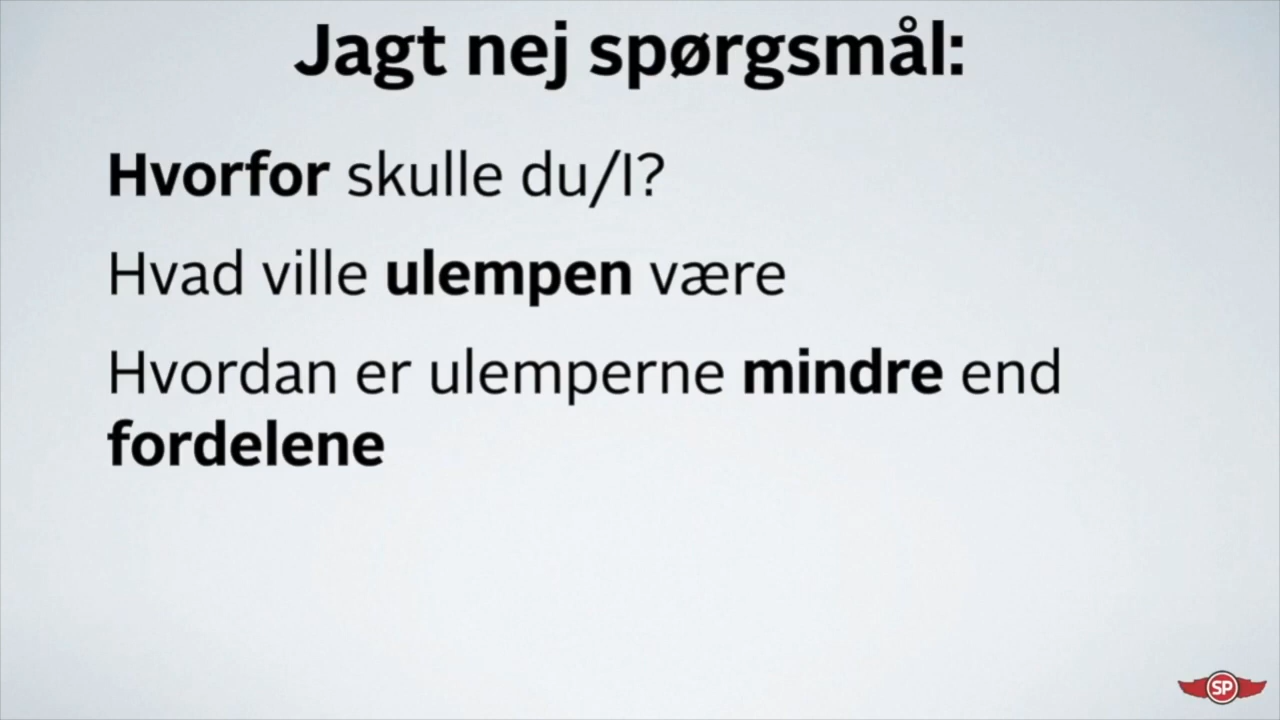 Jagt nej spørgsmål:
Hvorfor skulle du/I?
Hvad ville ulempen være
Hvordan er ulemperne mindre end
fordelene
SP